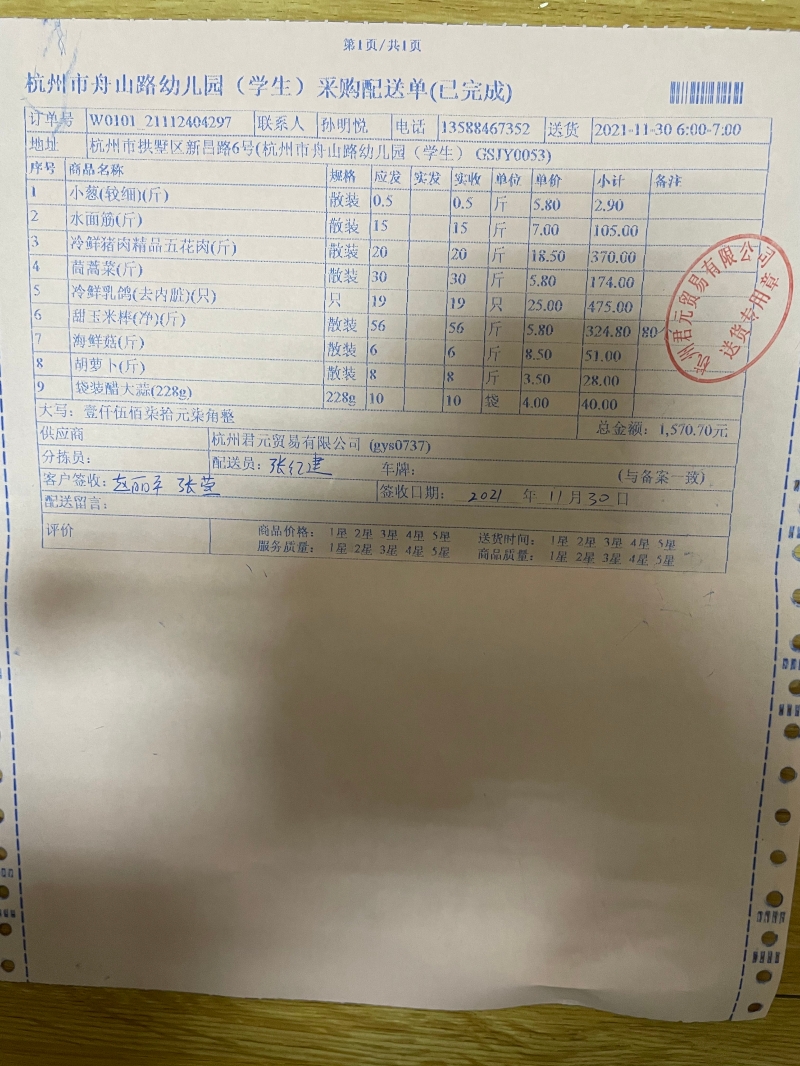 第1页/共1页
杭州市舟山路幼儿园（学生）采购配送单(已完成)
订单号 W0101 21112404297 联系人 孙明悦 电话 13588467352 送货 2021-11-30 6:00-7:00
地址 杭州市拱墅区新昌路6号(杭州市舟山路幼儿园（学生） GSJY0053)
序号 商品名称 规格 应发 实发 实收 单位 单价 小计 备注
1 小葱(较细)(斤) 散装 0.5 0.5 斤 5.80 2.90
2 水面筋(斤) 散装 15 15 斤 7.00 105.00
3 冷鲜猪肉精品五花肉(斤) 散装 20 20 斤 18.50 370.00
4 茼蒿菜(斤) 散装 30 30 斤 5.80 174.00
5 冷鲜乳鸽(去内脏)(只) 只 19 19 只 25.00 475.00
6 甜玉米棒(净)(斤) 散装 56 56 斤 5.80 324.80 80
7 海鲜菇(斤) 散装 6 6 斤 8.50 51.00
8 胡萝卜(斤) 散装 8 8 斤 3.50 28.00
9 袋装醋大蒜(228g) 228g 10 10 袋 4.00 40.00
大写：壹仟伍佰柒拾元柒角整 总金额：1,570.70元
供应商 杭州君元贸易有限公司 (gys0737)
分拣员： 配送员：张红建 车牌： (与备案一致)
客户签收：赵丽平 张莹 签收日期： 2021 年 11 月 30 日
配送留言：
评价 商品价格： 1星 2星 3星 4星 5星 送货时间： 1星 2星 3星 4星 5星
服务质量： 1星 2星 3星 4星 5星 商品质量： 1星 2星 3星 4星 5星
杭州君元贸易有限公司
送货专用章